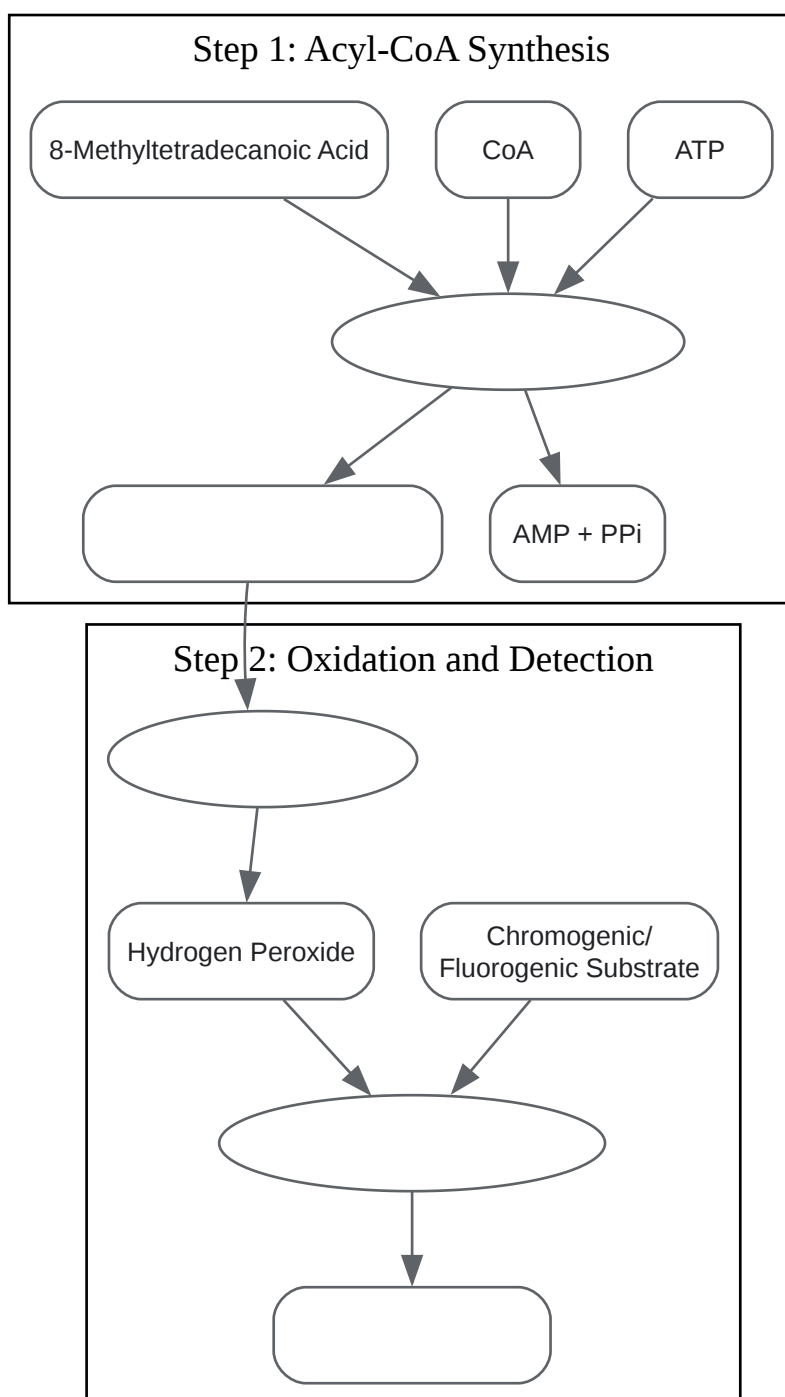 Step 1: Acyl-CoA Synthesis
8-Methyltetradecanoic Acid
CoA
ATP
AMP + PPi
Step 2: Oxidation and Detection
Hydrogen Peroxide
Chromogenic/
Fluorogenic Substrate